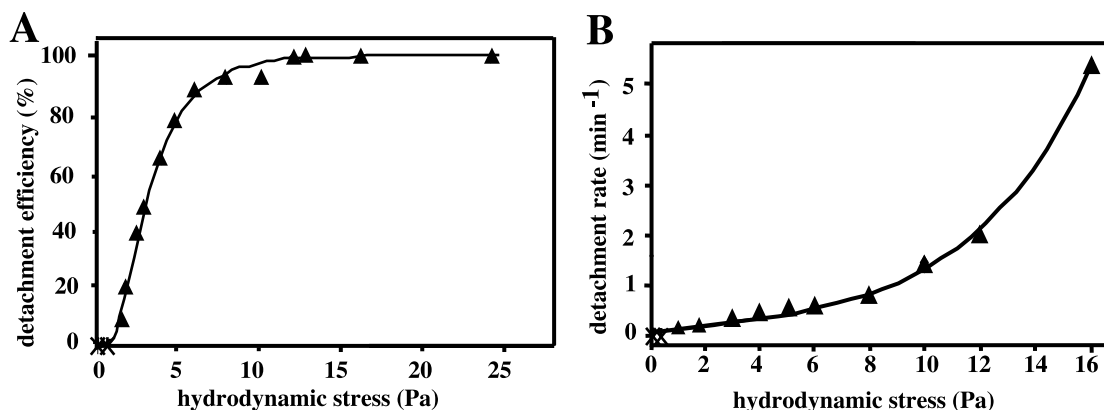 A
detachment efficiency (%)
100
80
60
40
20
0
0 5 10 15 20 25
hydrodynamic stress (Pa)
B
detachment rate (min -1)
5
4
3
2
1
0
0 2 4 6 8 10 12 14 16
hydrodynamic stress (Pa)